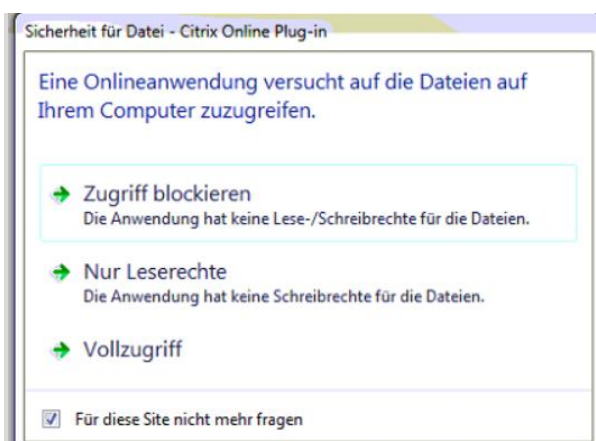 Sicherheit für Datei - Citrix Online Plug-in
Eine Onlineanwendung versucht auf die Dateien auf
Ihrem Computer zuzugreifen.
Zugriff blockieren
Die Anwendung hat keine Lese-/Schreibrechte für die Dateien.
Nur Leserechte
Die Anwendung hat keine Schreibrechte für die Dateien.
Vollzugriff
Für diese Site nicht mehr fragen